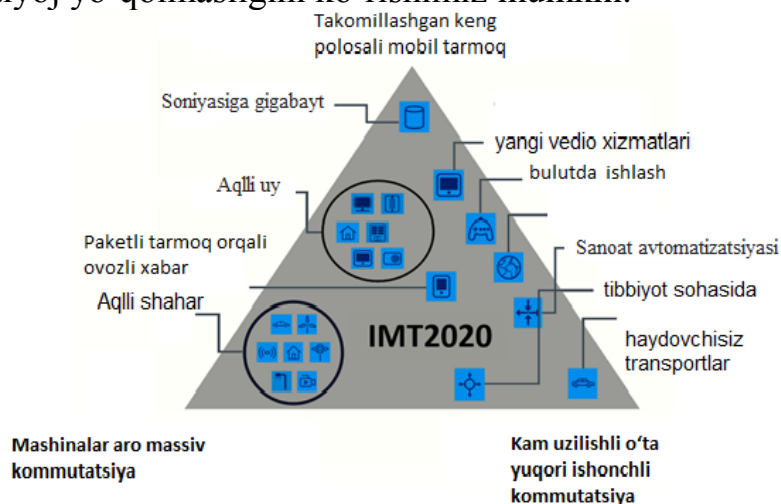 Takomillashgan keng
polosali mobil tarmoq
Soniyasiga gigabayt
yangi vedio xizmatlari
bulutda ishlash
Aqlli uy
Paketli tarmoq orqali
ovozli xabar
Sanoat avtomatizatsiyasi
tibbiyot sohasida
Aqlli shahar
IMT2020
haydovchisiz
transportlar
Mashinalar aro massiv
kommutatsiya
Kam uzilishli o‘ta
yuqori ishonchli
kommutatsiya